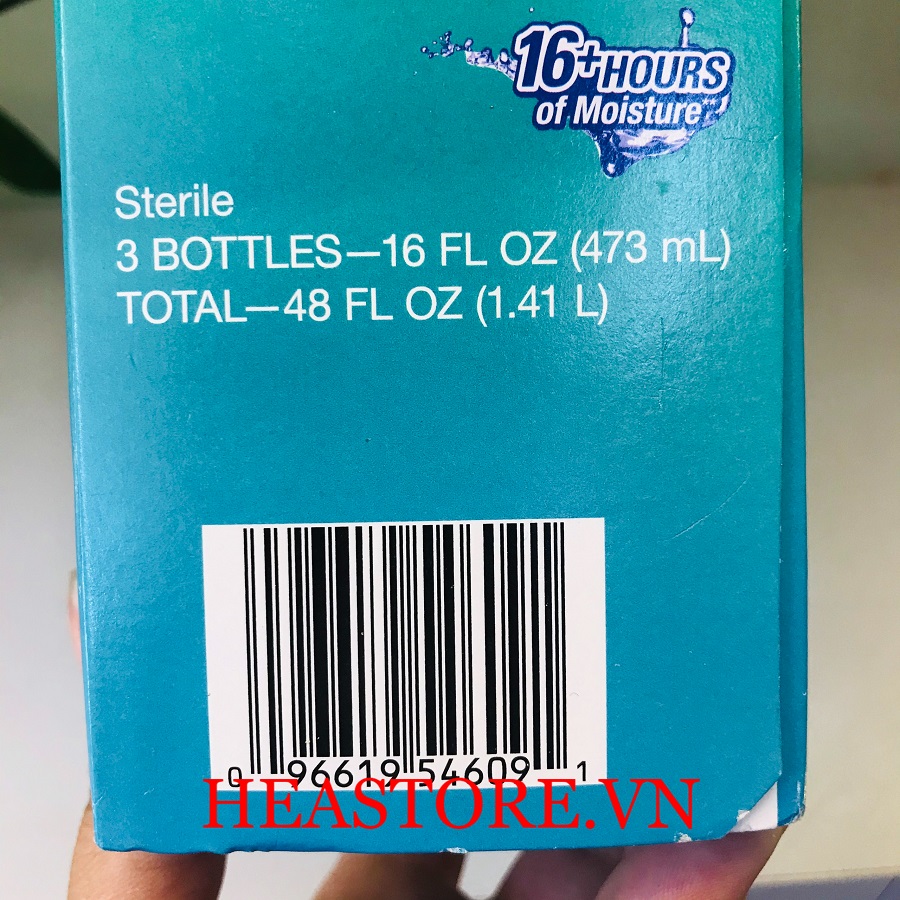 16+ HOURS
of Moisture**
Sterile
3 BOTTLES—16 FL OZ (473 mL)
TOTAL—48 FL OZ (1.41 L)
0 96619 54609 1
HEASTORE.VN